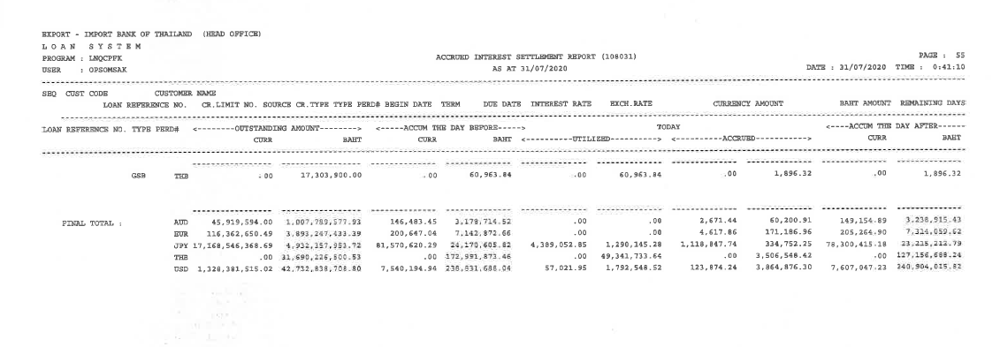 EXPORT - IMPORT BANK OF THAILAND (HEAD OFFICE)
L O A N   S Y S T E M
PROGRAM : LNQCPFK ACCRUED INTEREST SETTLEMENT REPORT (108031) PAGE : 55
USER : OPSOMSAK AS AT 31/07/2020 DATE : 31/07/2020 TIME : 0:41:10
SEQ CUST CODE CUSTOMER NAME
LOAN REFERENCE NO. CR.LIMIT NO. SOURCE CR.TYPE TYPE PERD# BEGIN DATE TERM DUE DATE INTEREST RATE EXCH.RATE CURRENCY AMOUNT BAHT AMOUNT REMAINING DAYS
LOAN REFERENCE NO. TYPE PERD# <-------OUTSTANDING AMOUNT--------> <-----ACCUM THE DAY BEFORE-----> TODAY <----ACCUM THE DAY AFTER-----
CURR BAHT CURR BAHT <----------UTILIZED----------> <---------ACCRUED-----------> CURR BAHT
GSB THB .00 17,303,900.00 .00 60,963.84 .00 60,963.84 .00 1,896.32 .00 1,896.32
FINAL TOTAL : AUD 45,919,594.00 1,007,789,577.93 146,483.45 3,178,714.52 .00 .00 2,671.44 60,200.91 149,154.89 3,238,915.43
EUR 116,362,650.49 3,893,247,433.39 200,647.04 7,142,872.66 .00 .00 4,617.86 171,186.96 205,264.90 7,314,059.62
JPY 17,168,546,368.69 4,932,357,953.72 81,570,620.29 24,170,605.82 4,389,052.85 1,290,145.28 1,118,847.74 334,752.25 78,300,415.18 23,215,212.79
THB .00 31,690,226,500.53 .00 172,991,873.46 .00 49,341,733.64 .00 3,506,548.42 .00 127,156,688.24
USD 1,328,381,515.02 42,732,838,708.80 7,540,194.94 238,831,688.04 57,021.95 1,792,548.52 123,874.24 3,864,876.30 7,607,047.23 240,904,015.82